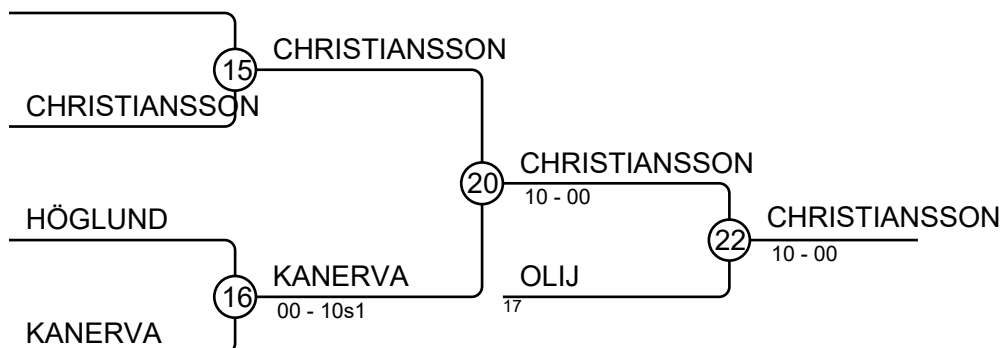 15
CHRISTIANSSON
CHRISTIANSSON
20
CHRISTIANSSON
10 - 00
HÖGLUND
22
CHRISTIANSSON
10 - 00
16
KANERVA
00 - 10s1
OLIJ
17
KANERVA